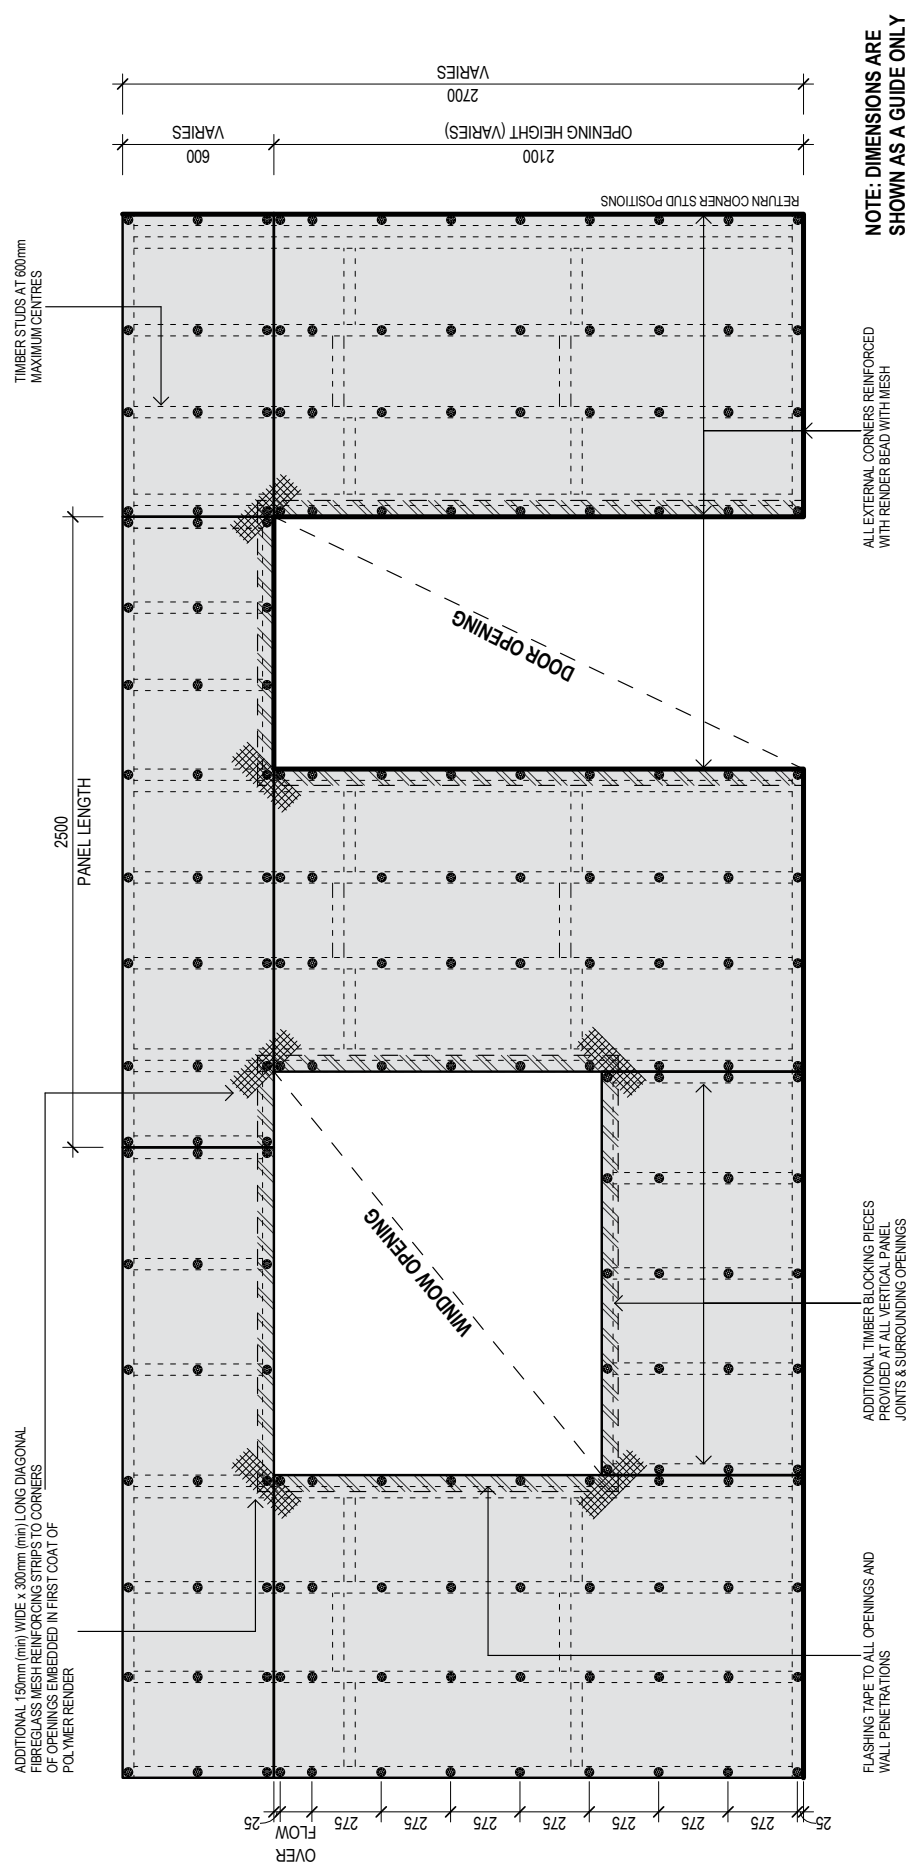 ADDITIONAL 150mm (min) WIDE x 300mm (min) LONG DIAGONAL
FIBREGLASS MESH REINFORCING STRIPS TO CORNERS
OF OPENINGS EMBEDDED IN FIRST COAT OF
POLYMER RENDER
TIMBER STUDS AT 600mm
MAXIMUM CENTRES
2500
PANEL LENGTH
25
OVER
FLOW
275
275
275
275
275
275
275
25
WINDOW OPENING
DOOR OPENING
RETURN CORNER STUD POSITIONS
600
VARIES
2100
OPENING HEIGHT (VARIES)
2700
VARIES
FLASHING TAPE TO ALL OPENINGS AND
WALL PENETRATIONS
ADDITIONAL TIMBER BLOCKING PIECES
PROVIDED AT ALL VERTICAL PANEL
JOINTS & SURROUNDING OPENINGS
ALL EXTERNAL CORNERS REINFORCED
WITH RENDER BEAD WITH MESH
NOTE: DIMENSIONS ARE
SHOWN AS A GUIDE ONLY